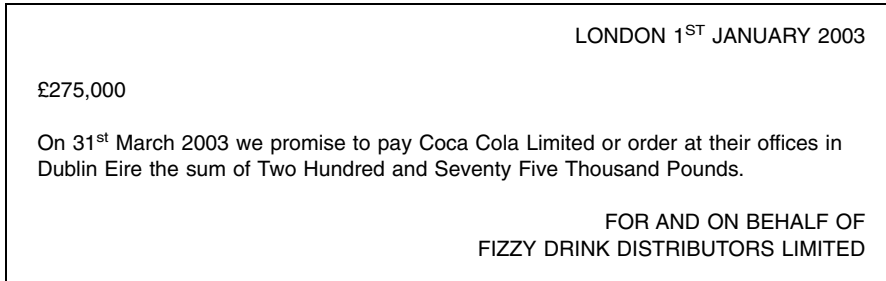 LONDON 1ST JANUARY 2003
£275,000
On 31st March 2003 we promise to pay Coca Cola Limited or order at their offices in
Dublin Eire the sum of Two Hundred and Seventy Five Thousand Pounds.
FOR AND ON BEHALF OF
FIZZY DRINK DISTRIBUTORS LIMITED